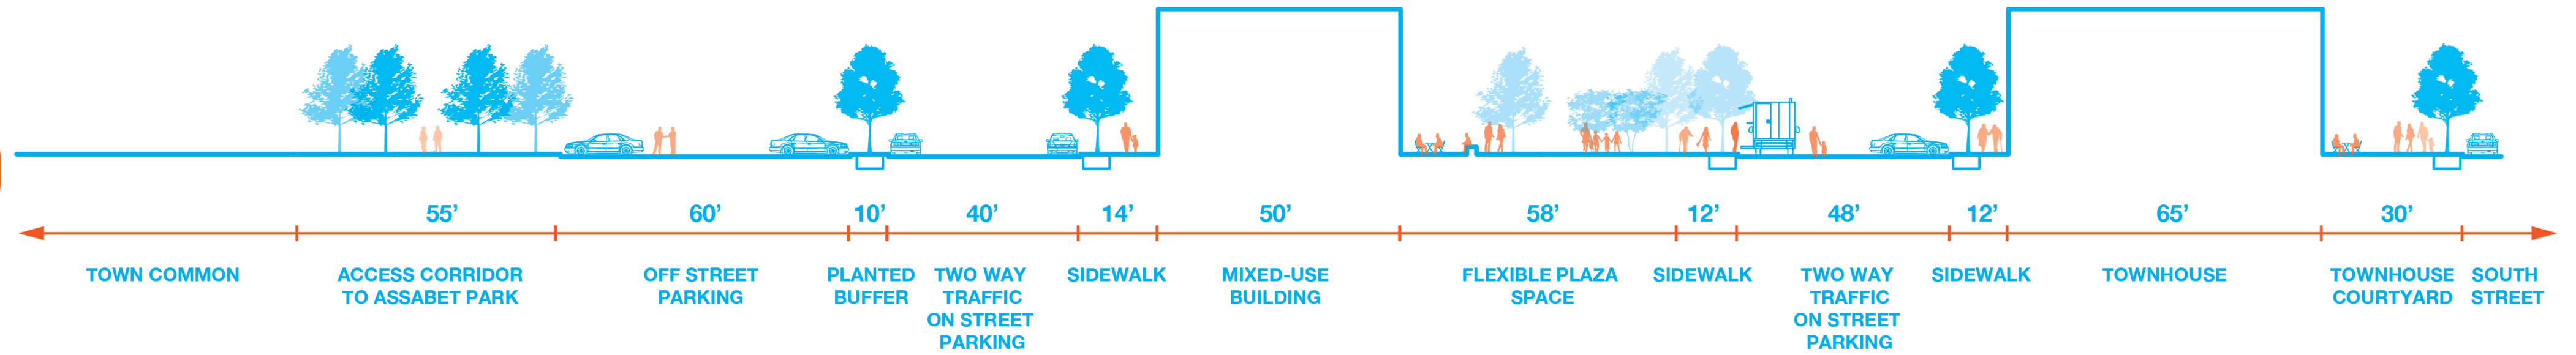 55’ 60’ 10’ 40’ 14’ 50’ 58’ 12’ 48’ 12’ 65’ 30’
TOWN COMMON
ACCESS CORRIDOR
TO ASSABET PARK
OFF STREET
PARKING
PLANTED
BUFFER
TWO WAY
TRAFFIC
ON STREET
PARKING
SIDEWALK
MIXED-USE
BUILDING
FLEXIBLE PLAZA
SPACE
SIDEWALK
TWO WAY
TRAFFIC
ON STREET
PARKING
SIDEWALK
TOWNHOUSE
TOWNHOUSE
COURTYARD
SOUTH
STREET